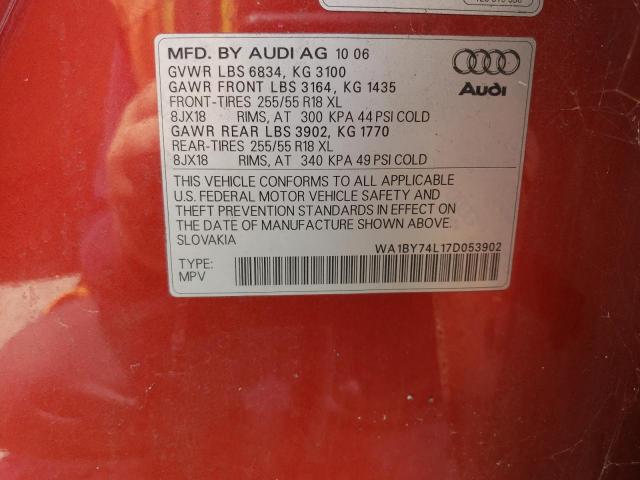 MFD. BY AUDI AG 10 06
GVWR LBS 6834, KG 3100
GAWR FRONT LBS 3164, KG 1435
FRONT-TIRES 255/55 R18 XL
8JX18 RIMS, AT 300 KPA 44 PSI COLD
GAWR REAR LBS 3902, KG 1770
REAR-TIRES 255/55 R18 XL
8JX18 RIMS, AT 340 KPA 49 PSI COLD
Audi
THIS VEHICLE CONFORMS TO ALL APPLICABLE
U.S. FEDERAL MOTOR VEHICLE SAFETY AND
THEFT PREVENTION STANDARDS IN EFFECT ON
THE DATE OF MANUFACTURE SHOWN ABOVE.
SLOVAKIA
WA1BY74L17D053902
TYPE:
MPV